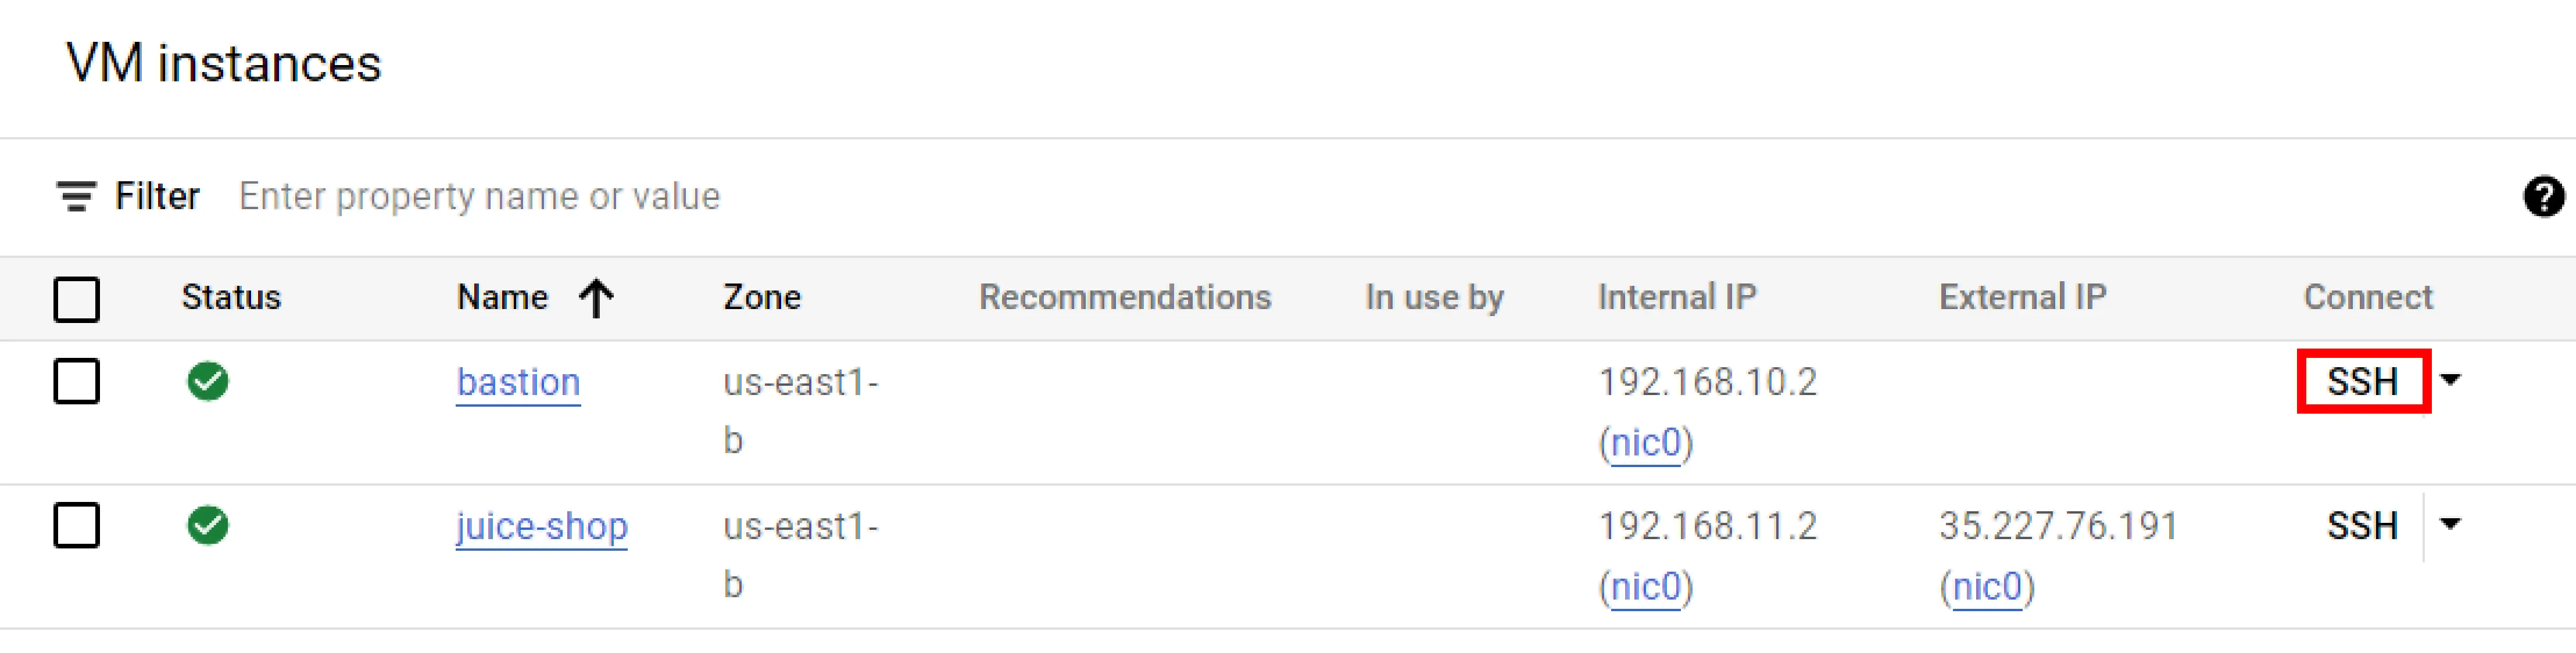 VM instances
Filter Enter property name or value
Status Name Zone Recommendations In use by Internal IP External IP Connect
bastion us-east1- 192.168.10.2 SSH
b (nic0)
juice-shop us-east1- 192.168.11.2 35.227.76.191 SSH
b (nic0) (nic0)